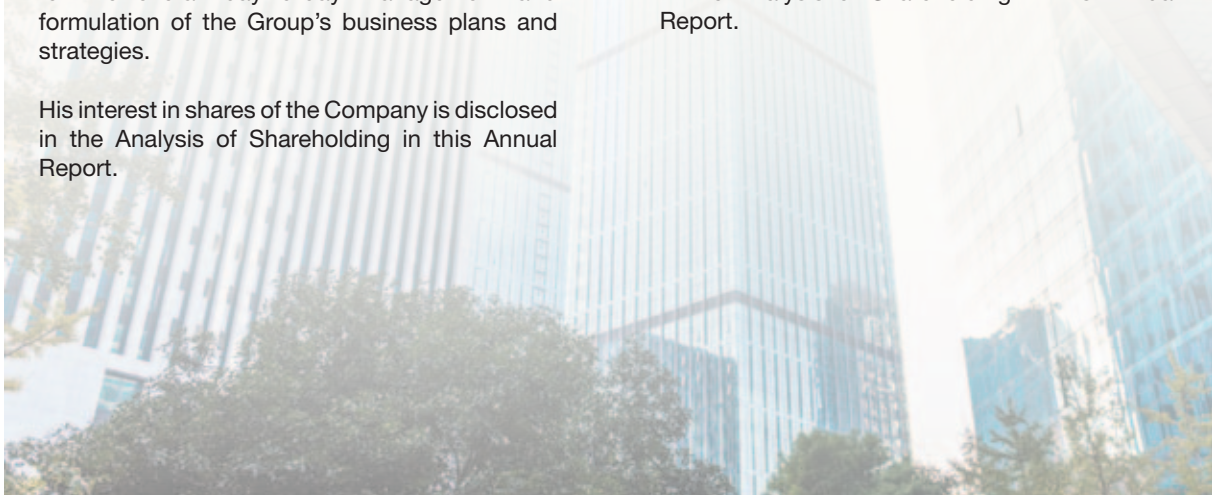 formulation of the Group’s business plans and
strategies.
His interest in shares of the Company is disclosed
in the Analysis of Shareholding in this Annual
Report.
Report.